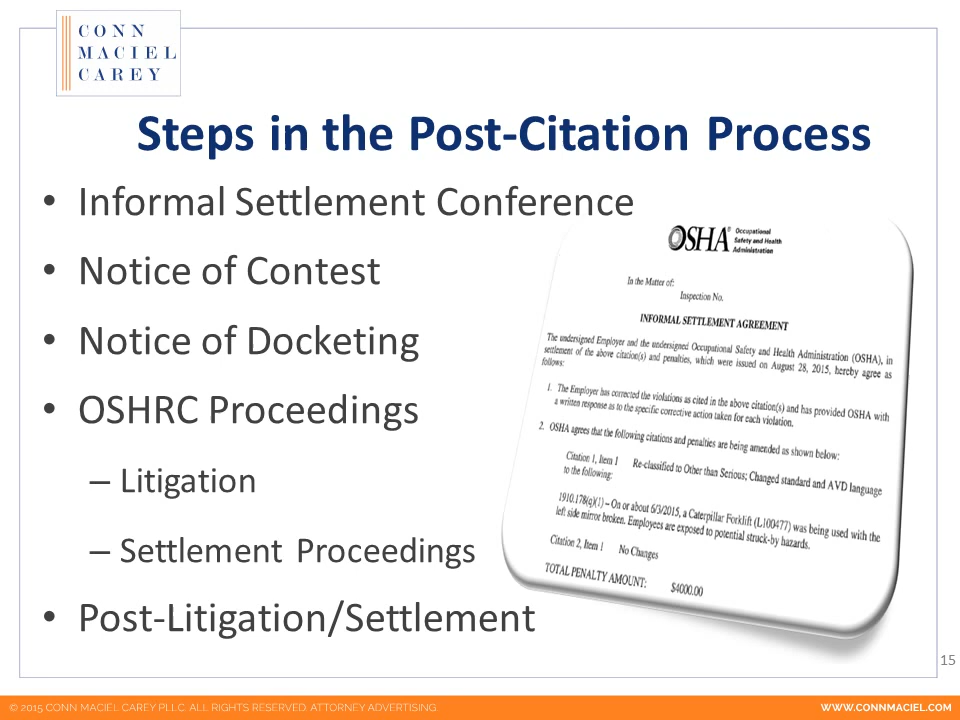 CONN
MACIEL
CAREY
Steps in the Post-Citation Process
• Informal Settlement Conference
• Notice of Contest
• Notice of Docketing
• OSHRC Proceedings
– Litigation
– Settlement Proceedings
• Post-Litigation/Settlement
OSHA® Occupational
Safety and Health
Administration
In the Matter of:
Inspection No.
INFORMAL SETTLEMENT AGREEMENT
The undersigned Employer and the undersigned Occupational Safety and Health Administration (OSHA), in
settlement of the above citation(s) and penalties, which were issued on August 28, 2015, hereby agree as
follows:
1. The Employer has corrected the violations as cited in the above citation(s) and has provided OSHA with
a written response as to the specific corrective action taken for each violation.
2. OSHA agrees that the following citations and penalties are being amended as shown below:
Citation 1, Item 1 Re-classified to Other than Serious; Changed standard and AVD language
to the following:
1910.178(q)(1) – On or about 6/3/2015, a Caterpillar Forklift (L100477) was being used with the
left side mirror broken. Employees are exposed to potential struck-by hazards.
Citation 2, Item 1 No Changes
TOTAL PENALTY AMOUNT: $4000.00
15
© 2015 CONN MACIEL CAREY PLLC. ALL RIGHTS RESERVED. ATTORNEY ADVERTISING.
WWW.CONNMACIEL.COM